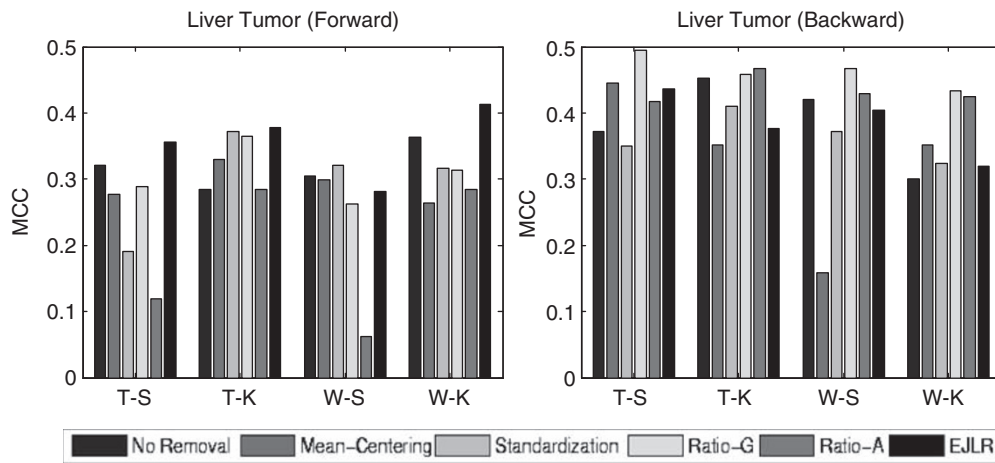 Liver Tumor (Forward)
0.5
0.4
0.3
0.2
0.1
0
MCC
T-S T-K W-S W-K
Liver Tumor (Backward)
0.5
0.4
0.3
0.2
0.1
0
MCC
T-S T-K W-S W-K
No Removal Mean-Centering Standardization Ratio-G Ratio-A EJLR